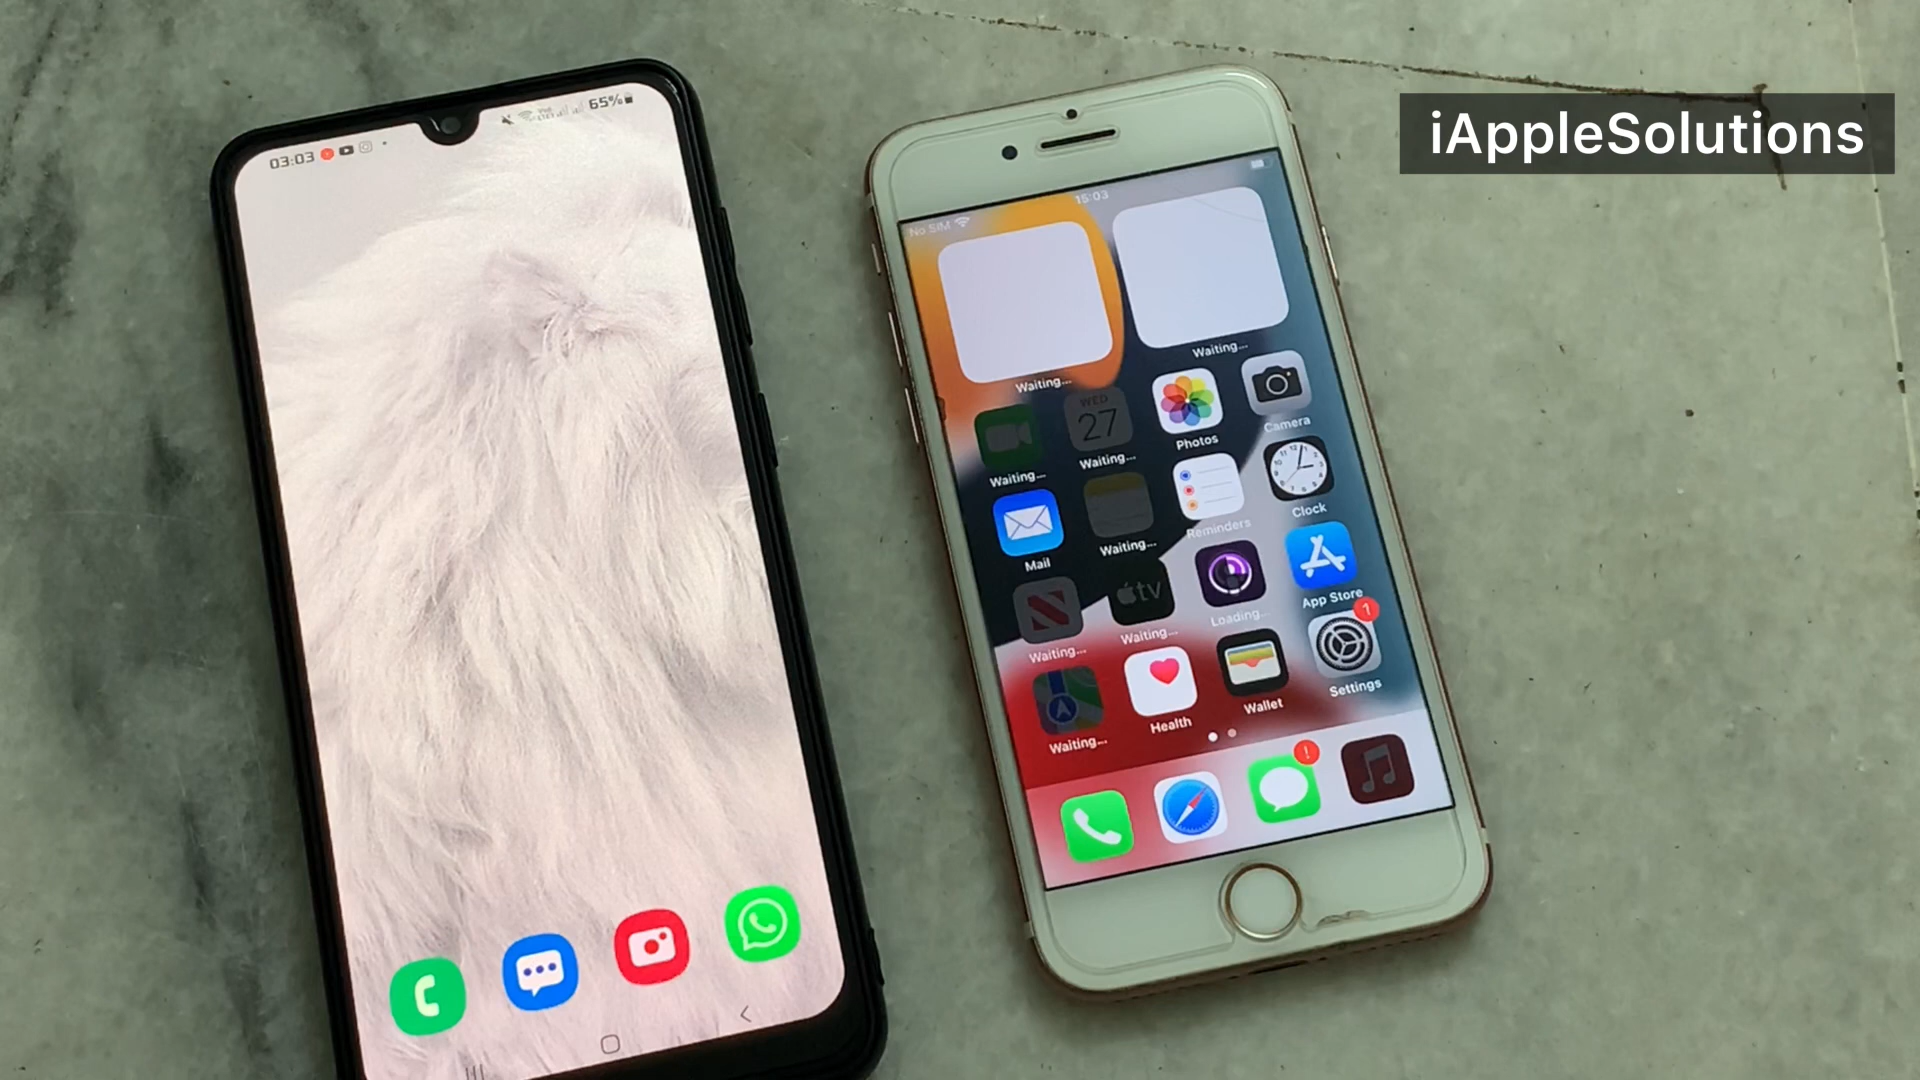 iAppleSolutions
03:03
65%
No SIM
15:03
Waiting...
Waiting...
Waiting...
WED
27
Waiting...
Photos
Camera
Mail
Waiting...
Reminders
Clock
Waiting...
tv
Waiting...
Loading...
App Store
1
Waiting...
Health
Wallet
Settings
!